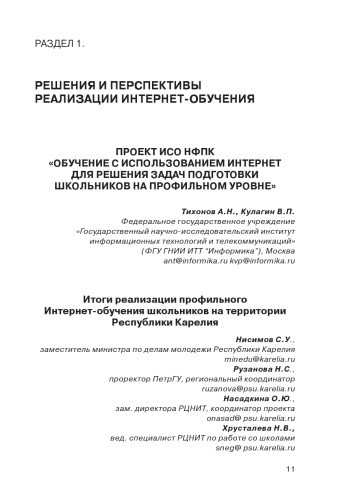 РАЗДЕЛ 1.
РЕШЕНИЯ И ПЕРСПЕКТИВЫ
РЕАЛИЗАЦИИ ИНТЕРНЕТ-ОБУЧЕНИЯ
ПРОЕКТ ИСО НФПК
«ОБУЧЕНИЕ С ИСПОЛЬЗОВАНИЕМ ИНТЕРНЕТ
ДЛЯ РЕШЕНИЯ ЗАДАЧ ПОДГОТОВКИ
ШКОЛЬНИКОВ НА ПРОФИЛЬНОМ УРОВНЕ»
Тихонов А.Н., Кулагин В.П.
Федеральное государственное учреждение
«Государственный научно-исследовательский институт
информационных технологий и телекоммуникаций»
(ФГУ ГНИИ ИТТ "Информика"), Москва
ant@informika.ru kvp@informika.ru
Итоги реализации профильного
Интернет-обучения школьников на территории
Республики Карелия
Нисимов С.У.,
заместитель министра по делам молодежи Республики Карелия
minedu@karelia.ru
Рузанова Н.С.,
проректор ПетрГУ, региональный координатор
ruzanova@ psu.karelia.ru
Насадкина О.Ю.,
зам. директора РЦНИТ, координатор проекта
onasad@ psu.karelia.ru
Хрусталева Н.В.,
вед. специалист РЦНИТ по работе со школами
sneg@ psu.karelia.ru
11